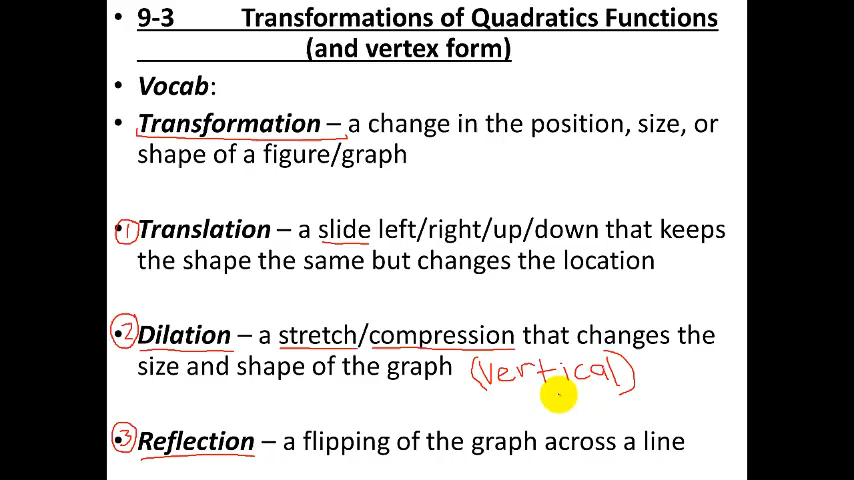 • 9-3 Transformations of Quadratics Functions
(and vertex form)
• Vocab:
• Transformation – a change in the position, size, or
shape of a figure/graph
1 • Translation – a slide left/right/up/down that keeps
the shape the same but changes the location
2 • Dilation – a stretch/compression that changes the
size and shape of the graph (vertical)
3 • Reflection – a flipping of the graph across a line